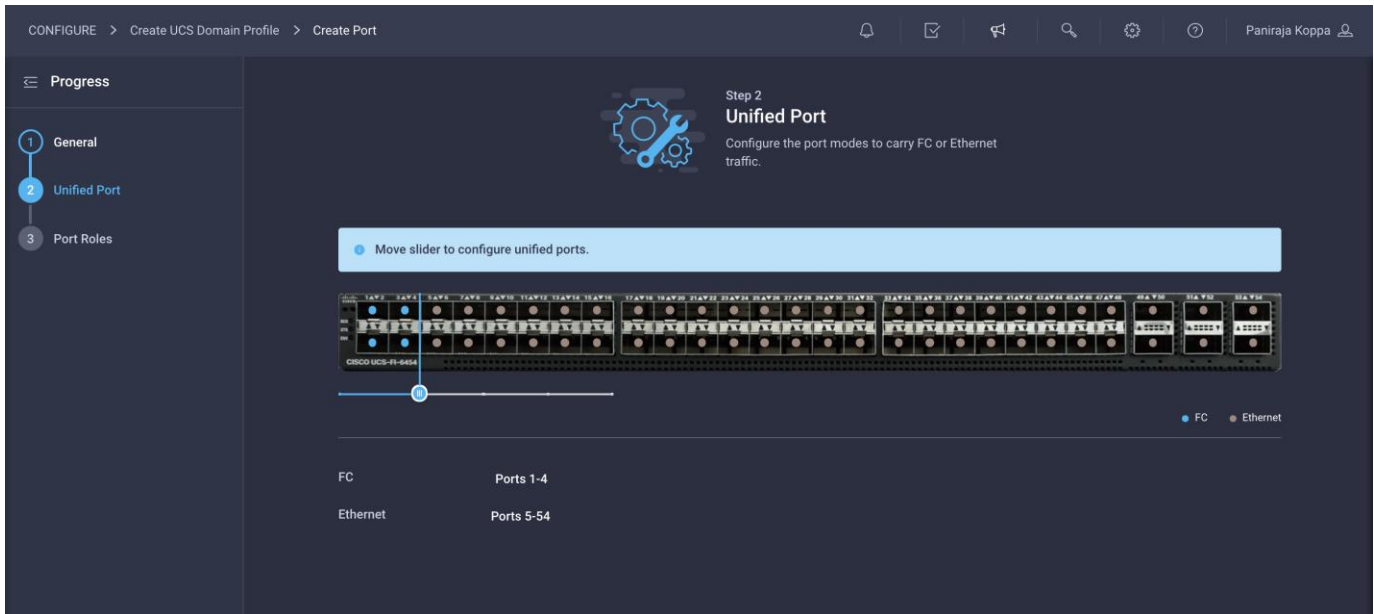 CONFIGURE > Create UCS Domain Profile > Create Port
Paniraja Koppa
Progress
1 General
2 Unified Port
3 Port Roles
Step 2
Unified Port
Configure the port modes to carry FC or Ethernet
traffic.
Move slider to configure unified ports.
CISCO UCS-FI-6454
FC Ethernet
FC Ports 1-4
Ethernet Ports 5-54